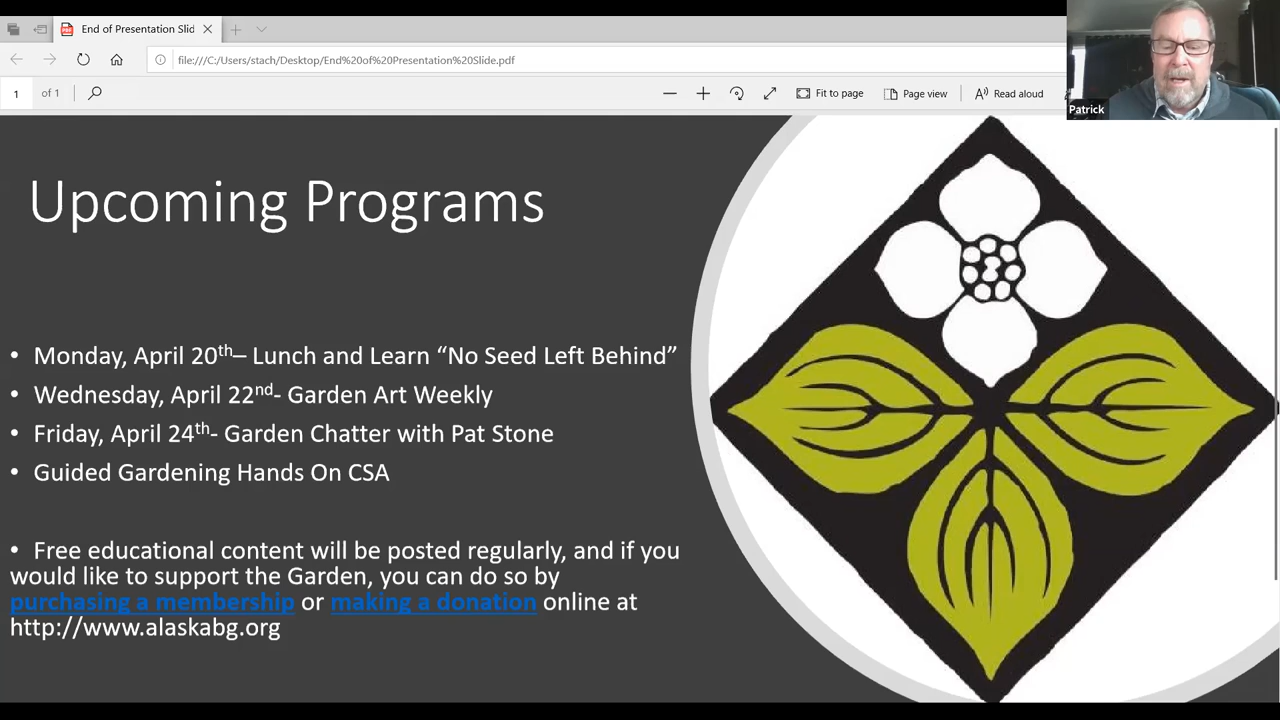 End of Presentation Slid
file:///C:/Users/stach/Desktop/End%20of%20Presentation%20Slide.pdf
1 of 1
Fit to page
Page view
Read aloud
Patrick
Upcoming Programs
• Monday, April 20th– Lunch and Learn “No Seed Left Behind”
• Wednesday, April 22nd- Garden Art Weekly
• Friday, April 24th- Garden Chatter with Pat Stone
• Guided Gardening Hands On CSA
• Free educational content will be posted regularly, and if you
would like to support the Garden, you can do so by
purchasing a membership or making a donation online at
http://www.alaskabg.org